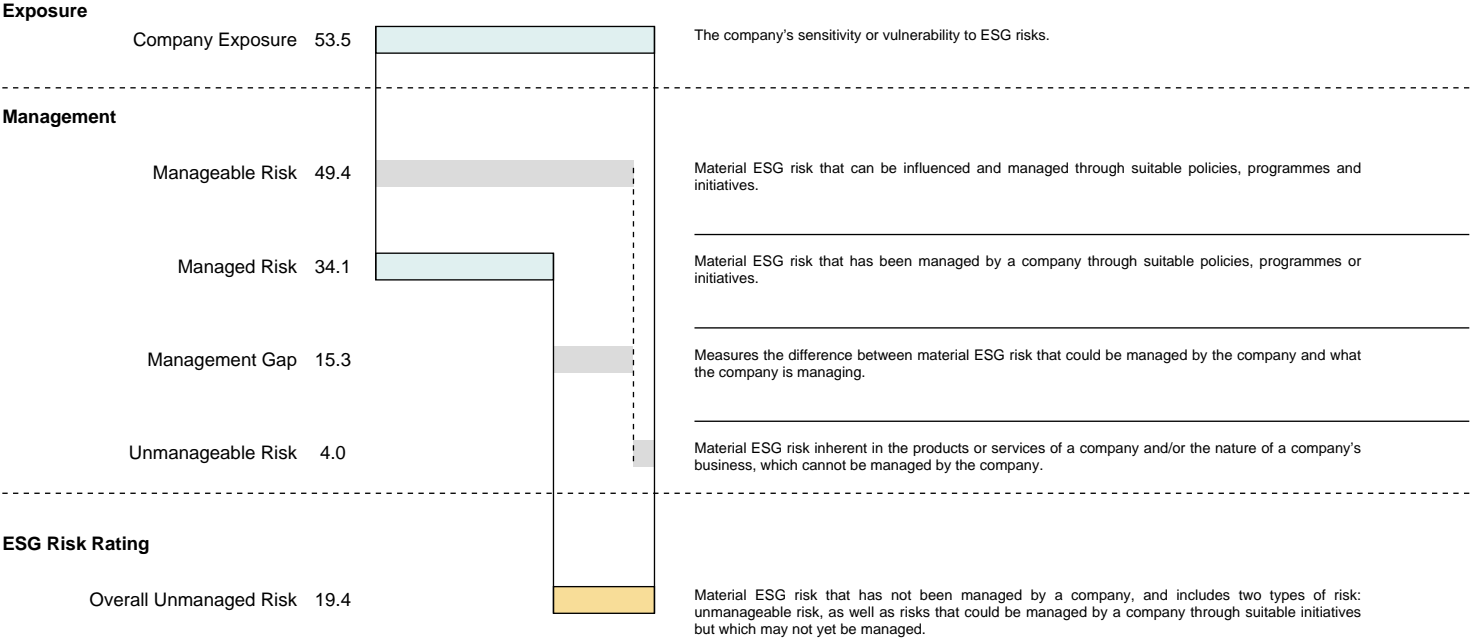 Exposure
Company Exposure 53.5
The company’s sensitivity or vulnerability to ESG risks.
Management
Manageable Risk 49.4
Material ESG risk that can be influenced and managed through suitable policies, programmes and
initiatives.
Managed Risk 34.1
Material ESG risk that has been managed by a company through suitable policies, programmes or
initiatives.
Management Gap 15.3
Measures the difference between material ESG risk that could be managed by the company and what
the company is managing.
Unmanageable Risk 4.0
Material ESG risk inherent in the products or services of a company and/or the nature of a company’s
business, which cannot be managed by the company.
ESG Risk Rating
Overall Unmanaged Risk 19.4
Material ESG risk that has not been managed by a company, and includes two types of risk:
unmanageable risk, as well as risks that could be managed by a company through suitable initiatives
but which may not yet be managed.